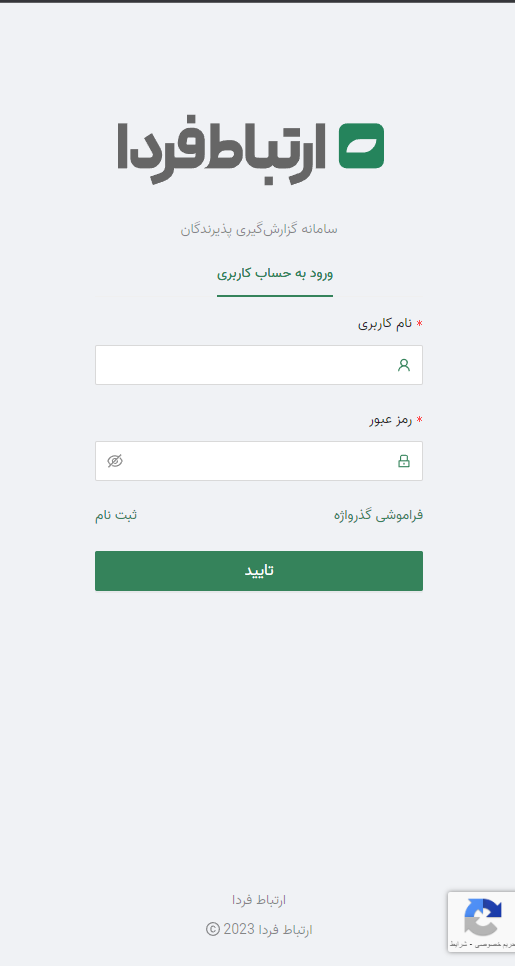 ارتباط فردا
سامانه گزارش‌گیری پذیرندگان
ورود به حساب کاربری
* نام کاربری
* رمز عبور
فراموشی گذرواژه
ثبت نام
تایید
ارتباط فردا
ارتباط فردا 2023 ©
حریم خصوصی - شرایط